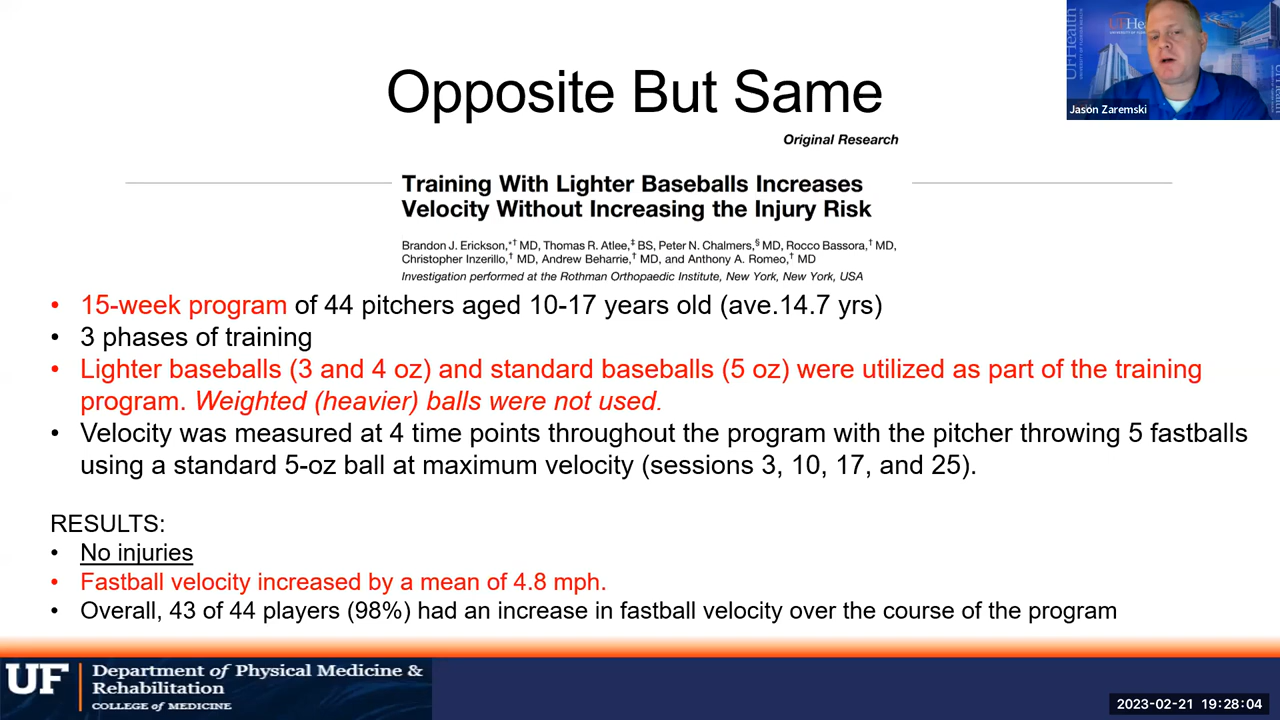 Opposite But Same
Original Research
Training With Lighter Baseballs Increases
Velocity Without Increasing the Injury Risk
Brandon J. Erickson,*† MD, Thomas R. Atlee,‡ BS, Peter N. Chalmers,§ MD, Rocco Bassora,† MD,
Christopher Inzerillo,† MD, Andrew Beharrie,† MD, and Anthony A. Romeo,† MD
Investigation performed at the Rothman Orthopaedic Institute, New York, New York, USA
• 15-week program of 44 pitchers aged 10-17 years old (ave.14.7 yrs)
• 3 phases of training
• Lighter baseballs (3 and 4 oz) and standard baseballs (5 oz) were utilized as part of the training
program. Weighted (heavier) balls were not used.
• Velocity was measured at 4 time points throughout the program with the pitcher throwing 5 fastballs
using a standard 5-oz ball at maximum velocity (sessions 3, 10, 17, and 25).
RESULTS:
• No injuries
• Fastball velocity increased by a mean of 4.8 mph.
• Overall, 43 of 44 players (98%) had an increase in fastball velocity over the course of the program
UF
Department of Physical Medicine &
Rehabilitation
COLLEGE of MEDICINE
UFHealth
Jason Zaremski
2023-02-21 19:28:04